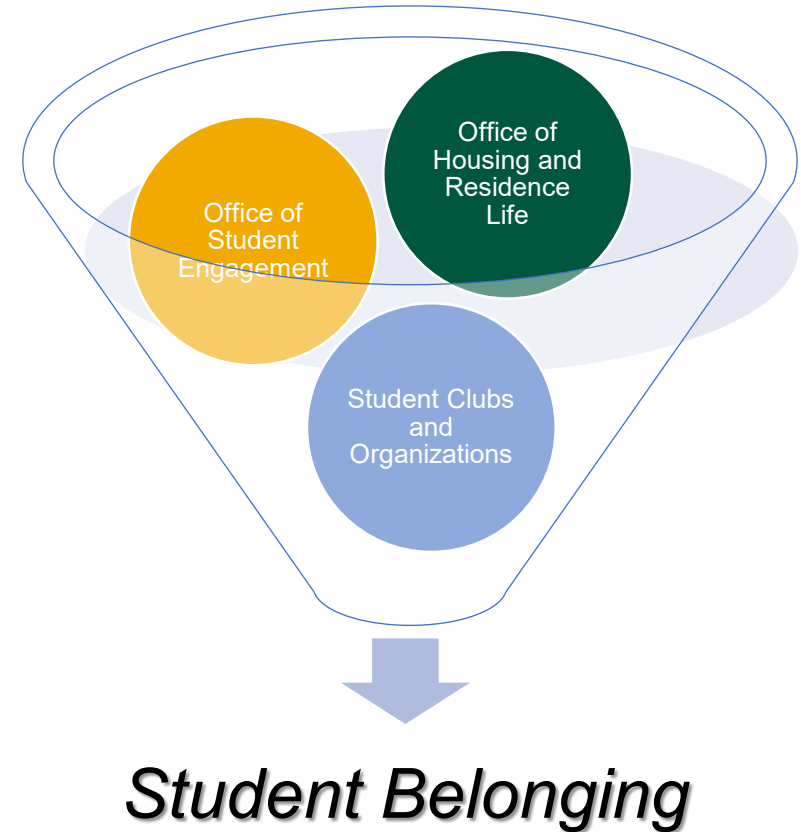 Office of
Housing and
Residence
Life
Office of
Student
Engagement
Student Clubs
and
Organizations
Student Belonging